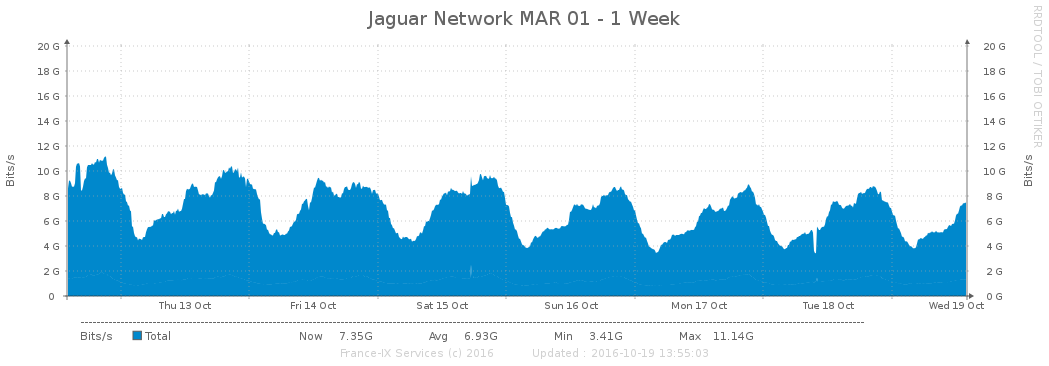 Jaguar Network MAR 01 - 1 Week
RRDTOOL / TOBI OETIKER
Bits/s
Bits/s
20 G 20 G
18 G 18 G
16 G 16 G
14 G 14 G
12 G 12 G
10 G 10 G
8 G 8 G
6 G 6 G
4 G 4 G
2 G 2 G
0 0 G
Thu 13 Oct Fri 14 Oct Sat 15 Oct Sun 16 Oct Mon 17 Oct Tue 18 Oct Wed 19 Oct
Bits/s Total Now 7.35G Avg 6.93G Min 3.41G Max 11.14G
France-IX Services (c) 2016 Updated : 2016-10-19 13:55:03